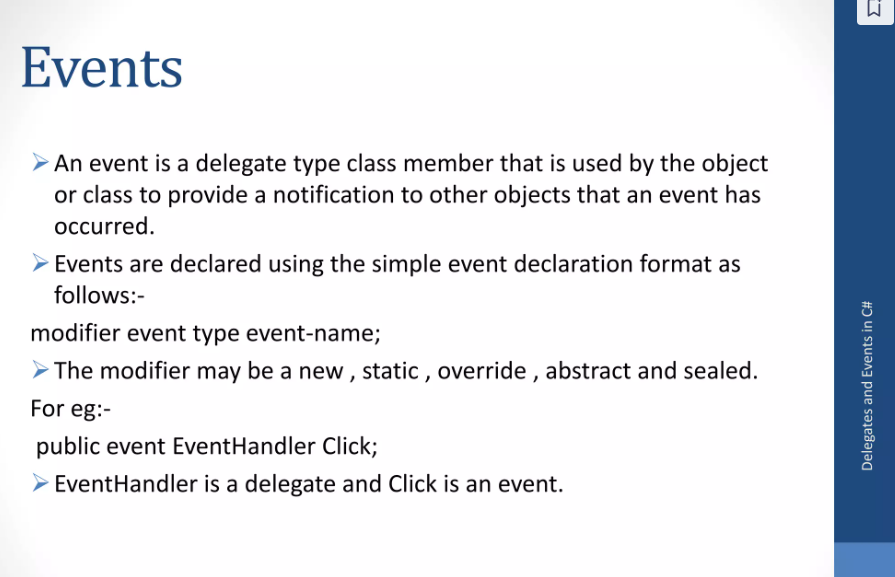 Events
An event is a delegate type class member that is used by the object
or class to provide a notification to other objects that an event has
occurred.
Events are declared using the simple event declaration format as
follows:-
modifier event type event-name;
The modifier may be a new , static , override , abstract and sealed.
For eg:-
public event EventHandler Click;
EventHandler is a delegate and Click is an event.
Delegates and Events in C#